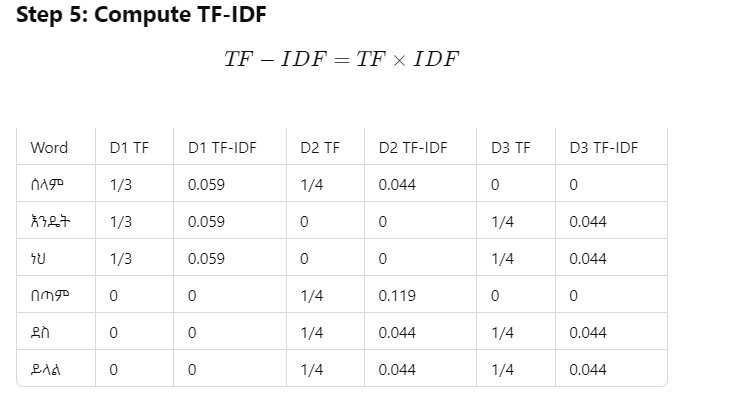 Step 5: Compute TF-IDF
TF − IDF = TF × IDF
Word D1 TF D1 TF-IDF D2 TF D2 TF-IDF D3 TF D3 TF-IDF
ሰላም 1/3 0.059 1/4 0.044 0 0
እንዴት 1/3 0.059 0 0 1/4 0.044
ነህ 1/3 0.059 0 0 1/4 0.044
በጣም 0 0 1/4 0.119 0 0
ደስ 0 0 1/4 0.044 1/4 0.044
ይላል 0 0 1/4 0.044 1/4 0.044